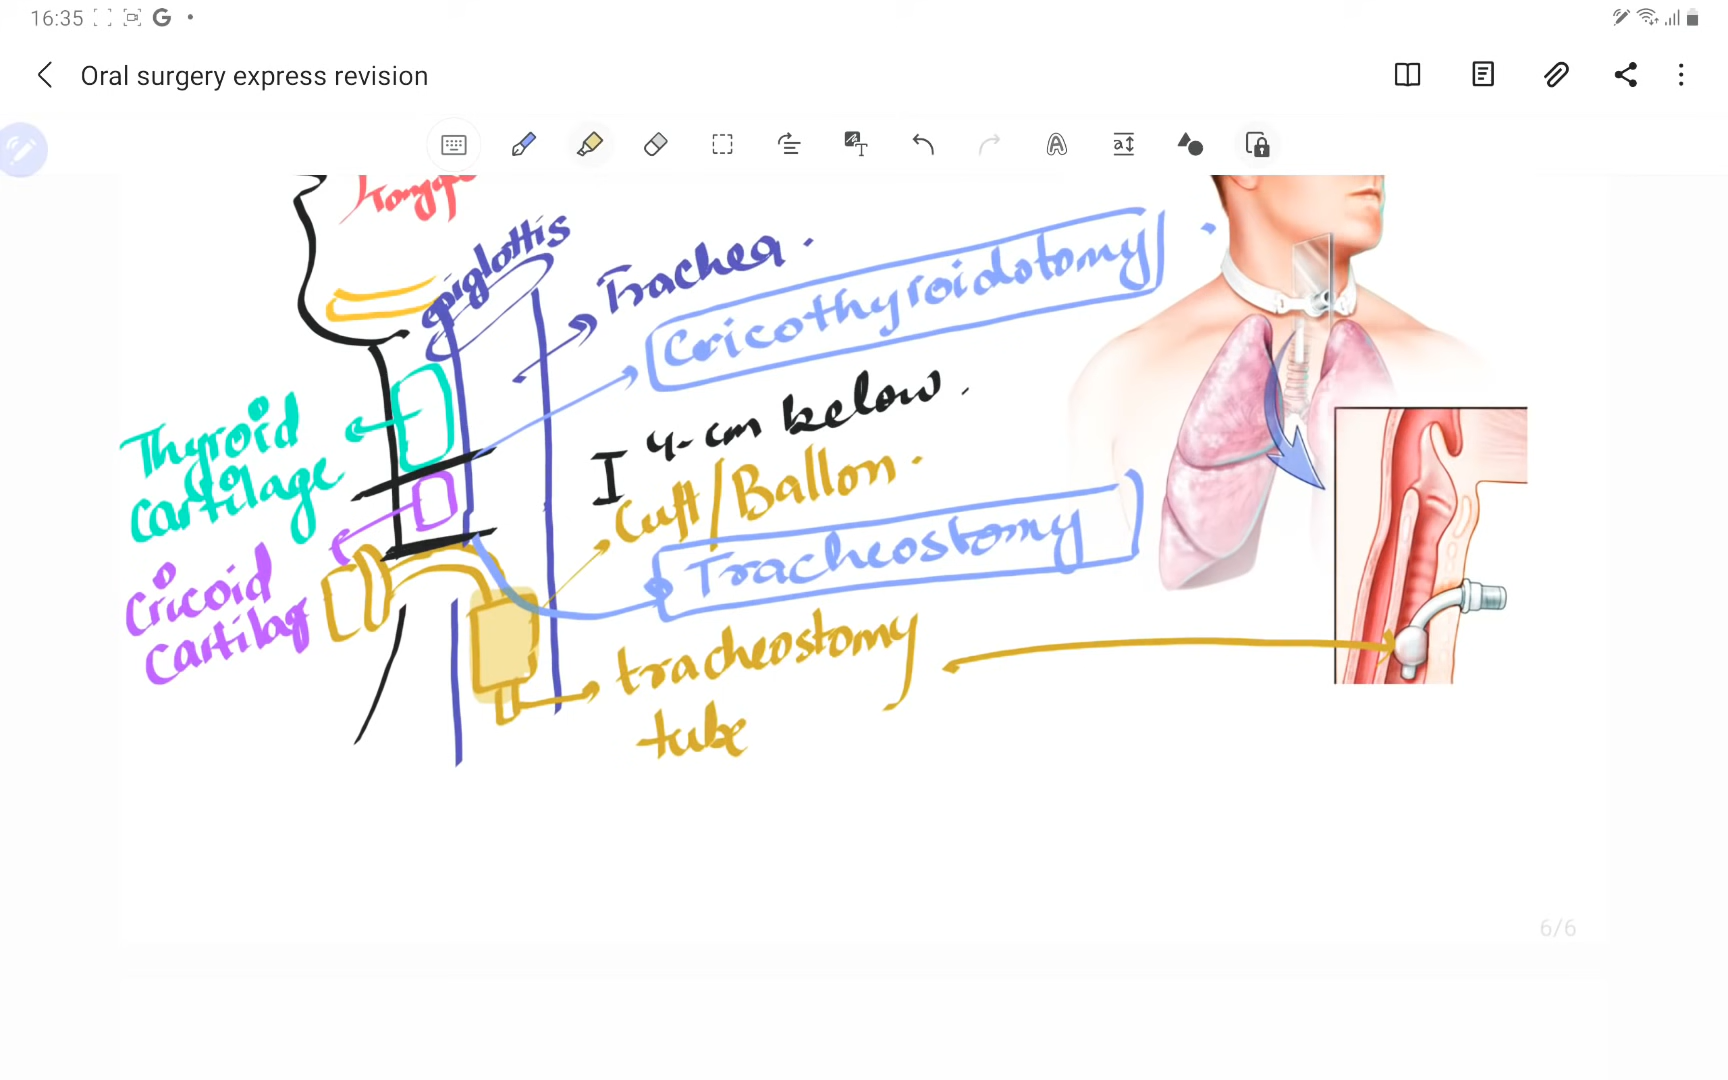 16:35
Oral surgery express revision
epiglottis
Trachea.
Cricothyroidotomy
4-cm below.
Thyroid
cartilage
Cuff/Ballon.
Tracheostomy
Cricoid
Cartilag
tracheostomy
tube
6/6